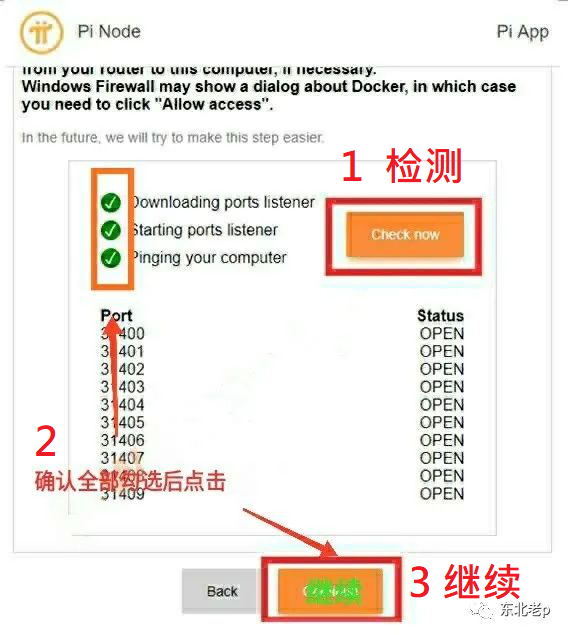 Pi Node
Pi App
from your router to this computer, if necessary.
Windows Firewall may show a dialog about Docker, in which case
you need to click "Allow access".
In the future, we will try to make this step easier.
1 检测
Downloading ports listener
Starting ports listener
Pinging your computer
Check now
Port Status
31400 OPEN
31401 OPEN
31402 OPEN
31403 OPEN
31404 OPEN
31405 OPEN
31406 OPEN
31407 OPEN
31408 OPEN
31409 OPEN
2
确认全部勾选后点击
Back
继续
3 继续
东北老p